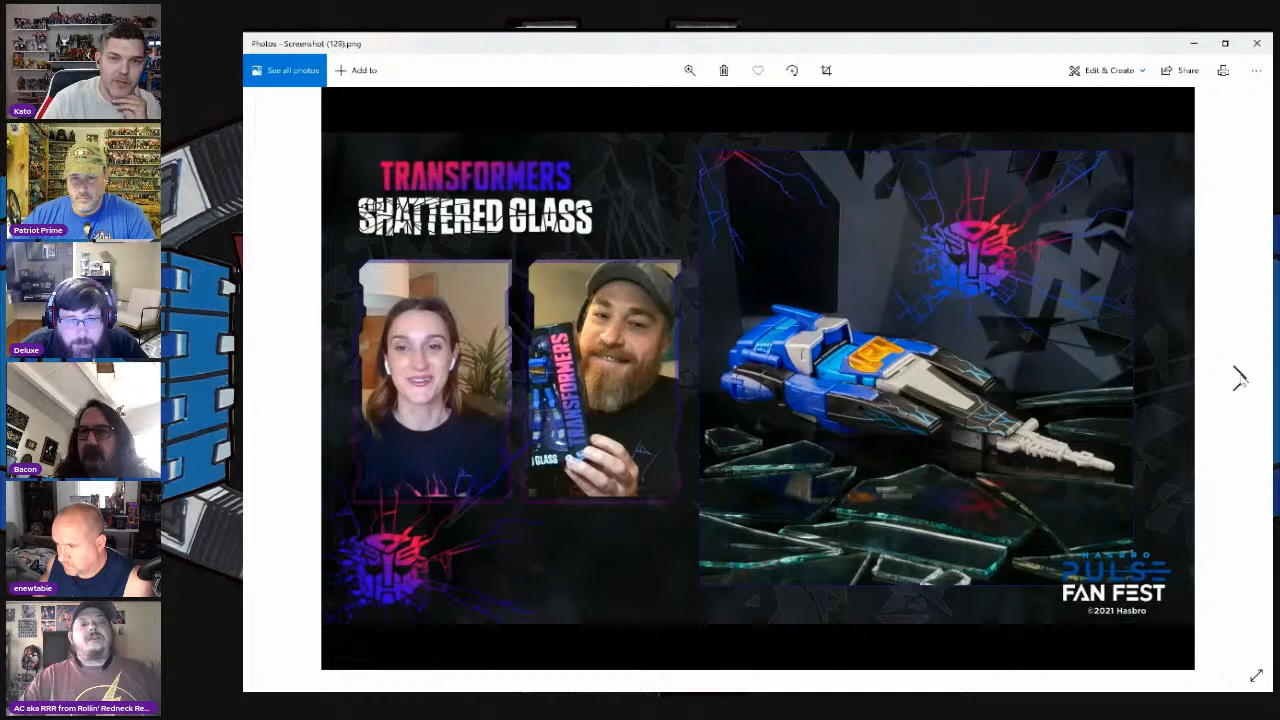 Kato
Patriot Prime
Deluxe
Bacon
enewtabie
AC aka RRR from Rollin' Redneck Re...
Photos - Screenshot (129).png
See all photos
Add to
Edit & Create
Share
TRANSFORMERS
SHATTERED GLASS
TRANSFORMERS
GLASS
HASBRO
PULSE
FAN FEST
©2021 Hasbro